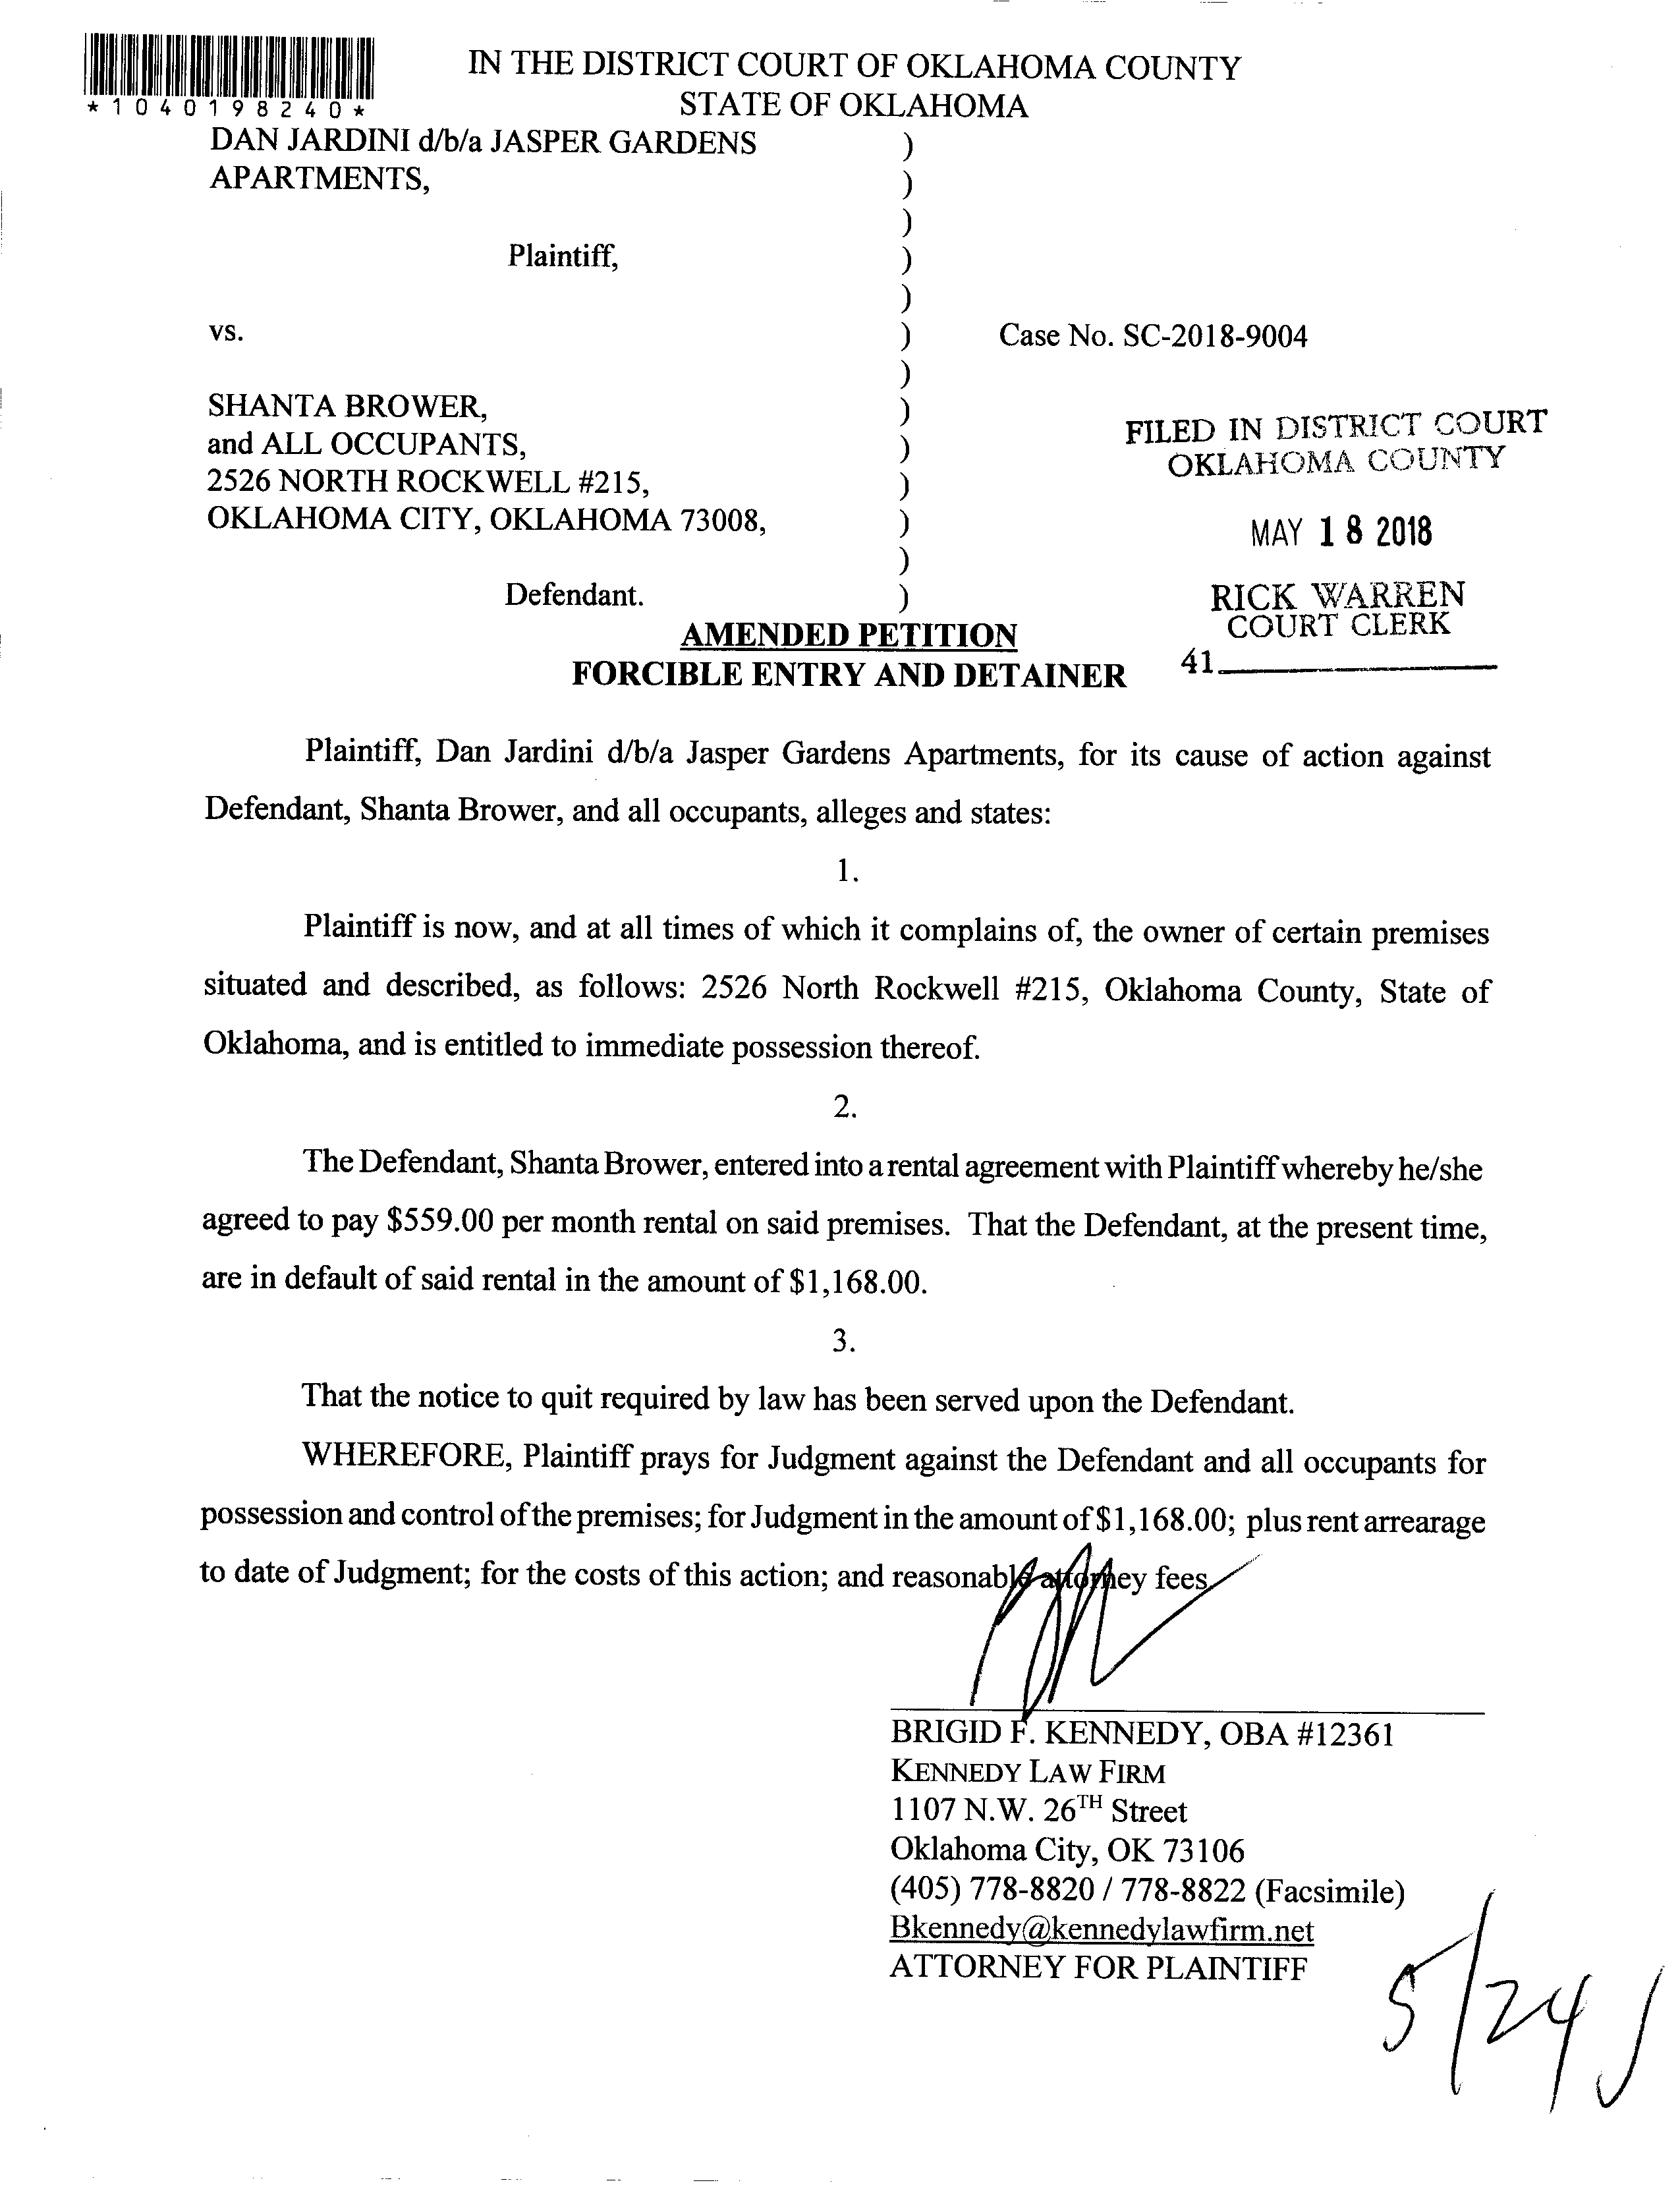 *1040198240*
IN THE DISTRICT COURT OF OKLAHOMA COUNTY
STATE OF OKLAHOMA
DAN JARDINI d/b/a JASPER GARDENS )
APARTMENTS, )
)
Plaintiff, )
)
vs. ) Case No. SC-2018-9004
)
SHANTA BROWER, )
and ALL OCCUPANTS, )
2526 NORTH ROCKWELL #215, )
OKLAHOMA CITY, OKLAHOMA 73008, )
)
Defendant. )
FILED IN DISTRICT COURT
OKLAHOMA COUNTY
MAY 18 2018
RICK WARREN
COURT CLERK
41
AMENDED PETITION
FORCIBLE ENTRY AND DETAINER
Plaintiff, Dan Jardini d/b/a Jasper Gardens Apartments, for its cause of action against
Defendant, Shanta Brower, and all occupants, alleges and states:
1.
Plaintiff is now, and at all times of which it complains of, the owner of certain premises
situated and described, as follows: 2526 North Rockwell #215, Oklahoma County, State of
Oklahoma, and is entitled to immediate possession thereof.
2.
The Defendant, Shanta Brower, entered into a rental agreement with Plaintiff whereby he/she
agreed to pay $559.00 per month rental on said premises. That the Defendant, at the present time,
are in default of said rental in the amount of $1,168.00.
3.
That the notice to quit required by law has been served upon the Defendant.
WHEREFORE, Plaintiff prays for Judgment against the Defendant and all occupants for
possession and control of the premises; for Judgment in the amount of $1,168.00; plus rent arrearage
to date of Judgment; for the costs of this action; and reasonable attorney fees.
BRIGID F. KENNEDY, OBA #12361
KENNEDY LAW FIRM
1107 N.W. 26TH Street
Oklahoma City, OK 73106
(405) 778-8820 / 778-8822 (Facsimile)
Bkennedy@kennedylawfirm.net
ATTORNEY FOR PLAINTIFF
5/24 J